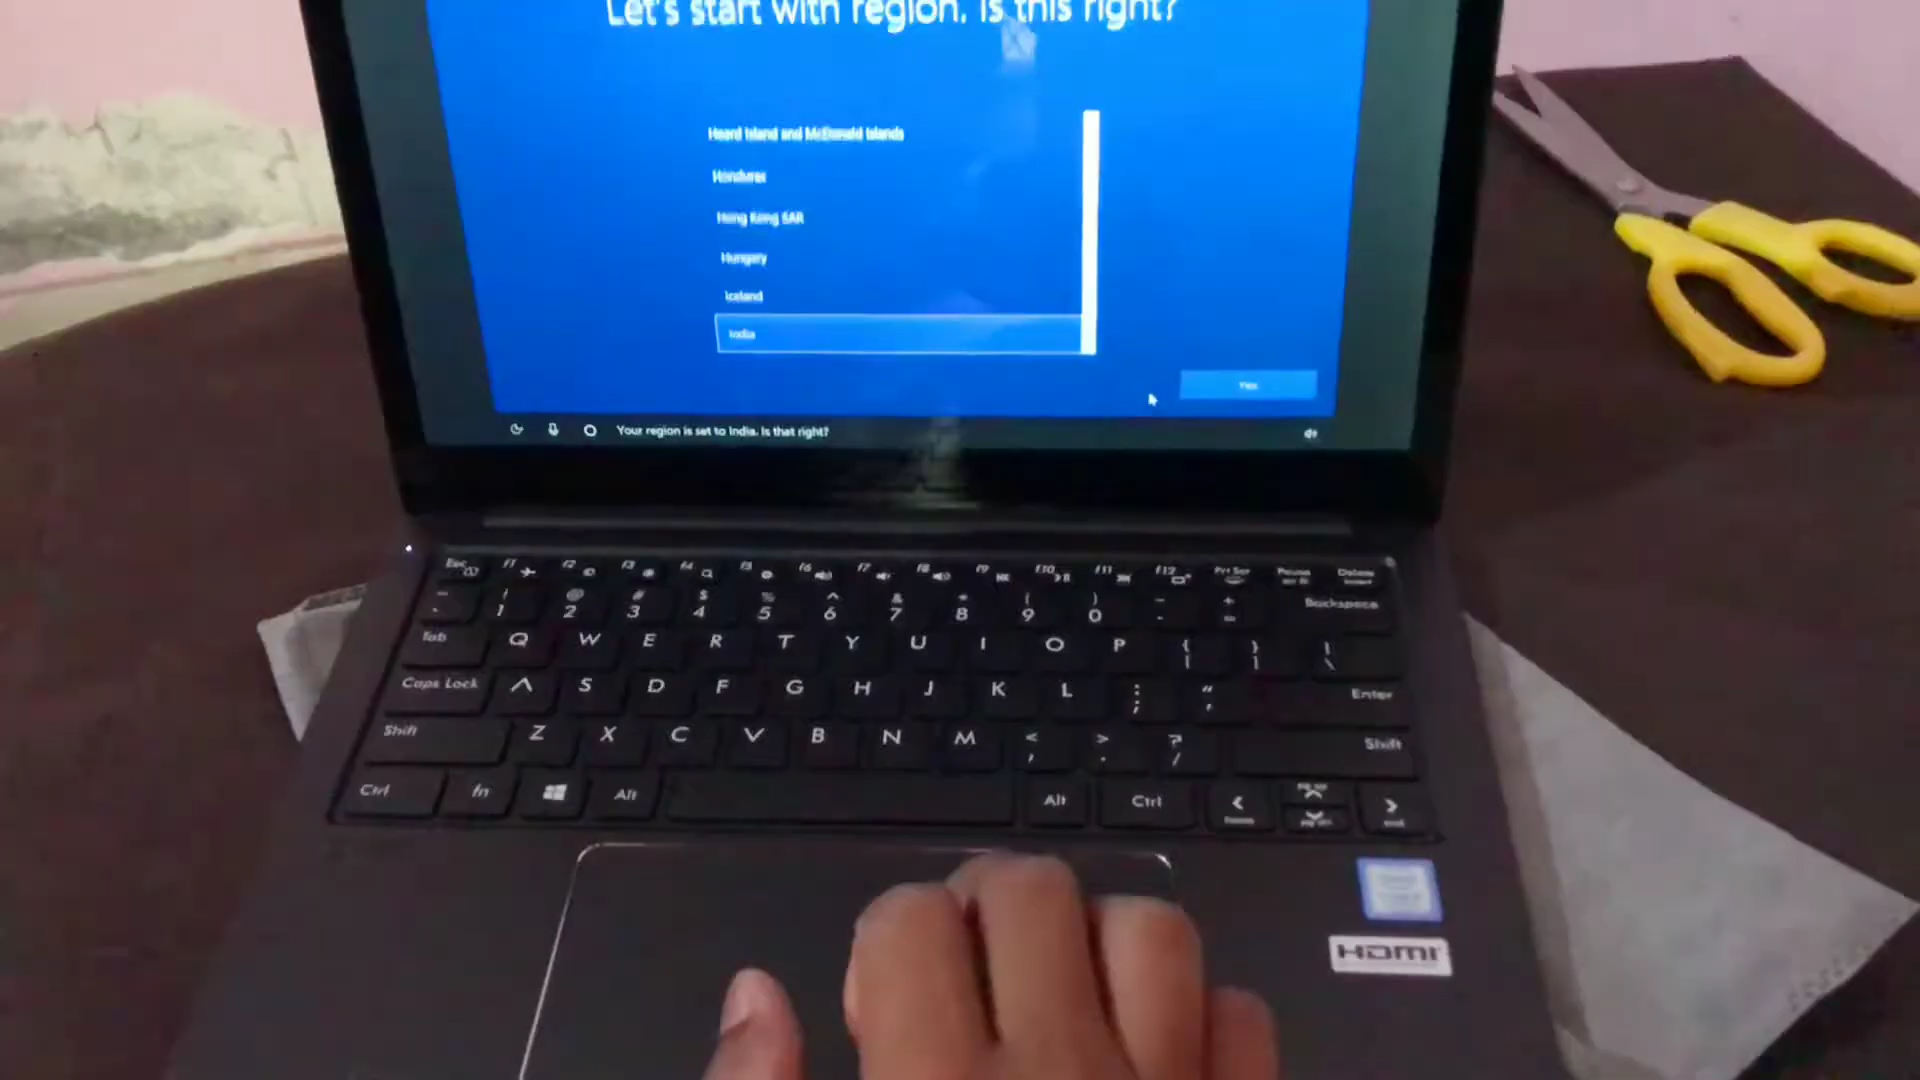 Let's start with region. Is this right?
Heard Island and McDonald Islands
Honduras
Hong Kong SAR
Hungary
Iceland
India
Yes
Your region is set to India. Is that right?
Esc f1 f2 f3 f4 f5 f6 f7 f8 f9 f10 f11 f12 Prt Scr Pause Delete
~ ! @ # $ % ^ & * ( ) - +
` 1 2 3 4 5 6 7 8 9 0 - = Backspace
Tab Q W E R T Y U I O P { [ } ] | \
Caps Lock A S D F G H J K L : ; " ' Enter
Shift Z X C V B N M < , > . ? / Shift
Ctrl fn Alt Alt Ctrl
HDMI